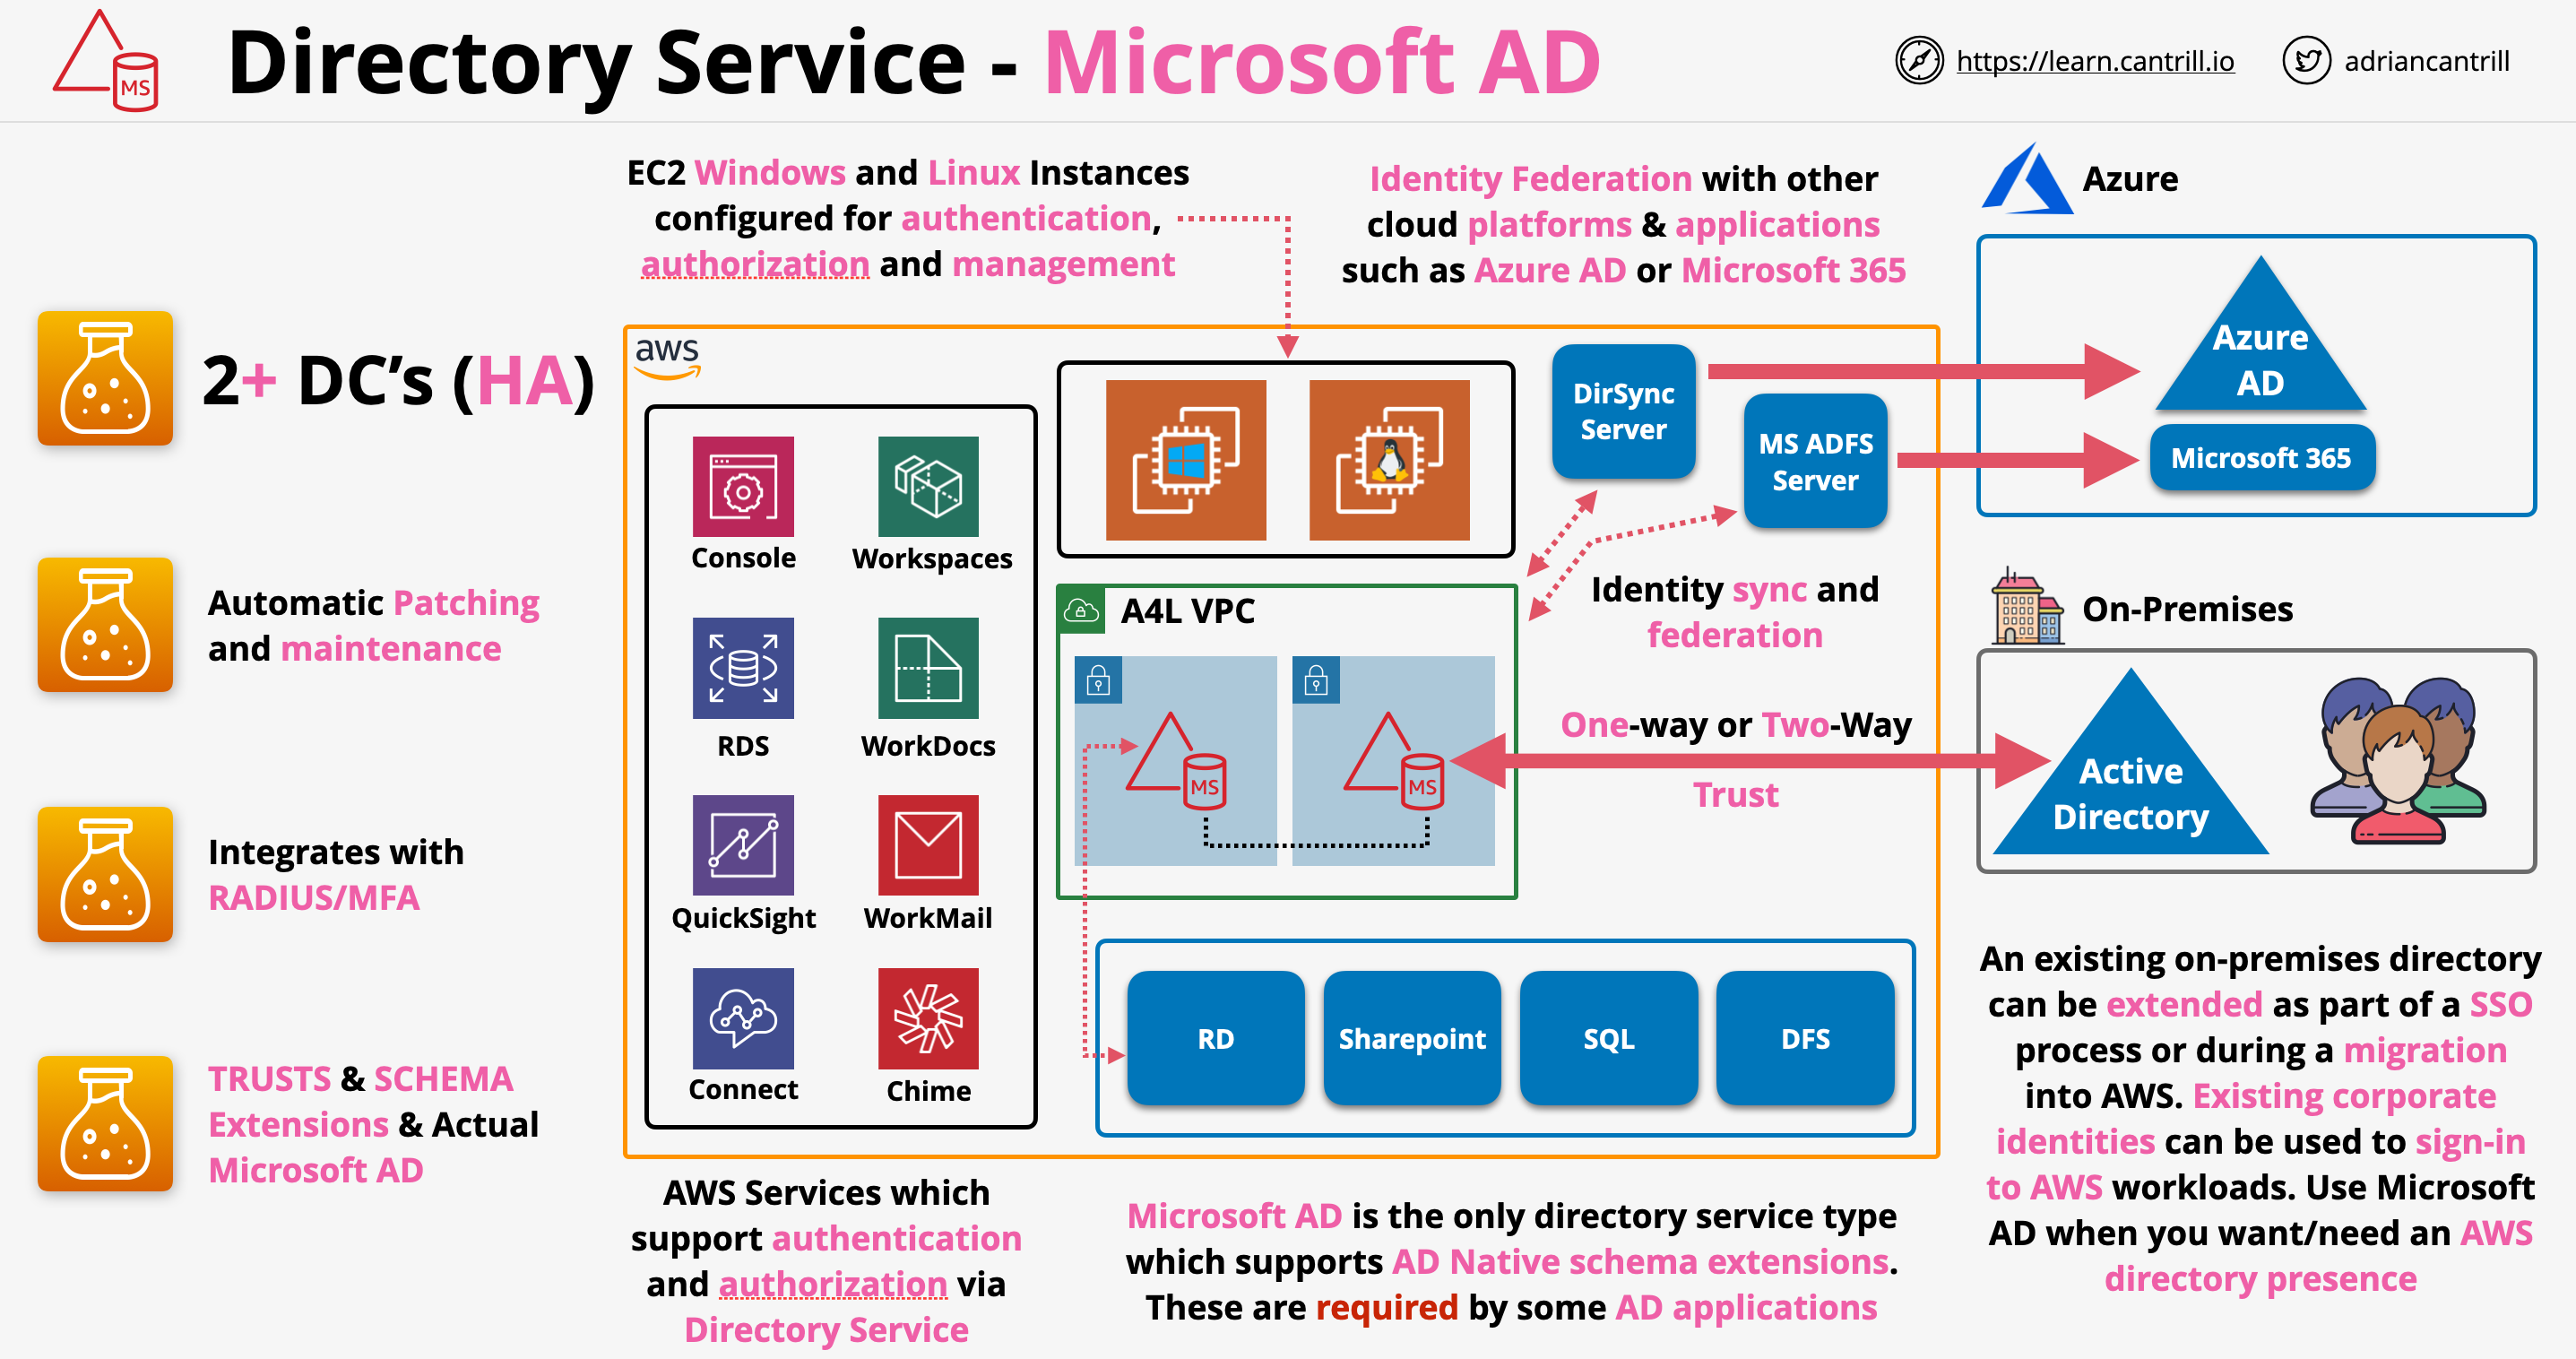 MS
Directory Service - Microsoft AD
https://learn.cantrill.io
adriancantrill
2+ DC's (HA)
Automatic Patching
and maintenance
Integrates with
RADIUS/MFA
TRUSTS & SCHEMA
Extensions & Actual
Microsoft AD
EC2 Windows and Linux Instances
configured for authentication,
authorization and management
Identity Federation with other
cloud platforms & applications
such as Azure AD or Microsoft 365
aws
Console
Workspaces
RDS
WorkDocs
QuickSight
WorkMail
Connect
Chime
DirSync
Server
MS ADFS
Server
Identity sync and
federation
A4L VPC
MS
MS
One-way or Two-Way
Trust
RD
Sharepoint
SQL
DFS
AWS Services which
support authentication
and authorization via
Directory Service
Microsoft AD is the only directory service type
which supports AD Native schema extensions.
These are required by some AD applications
Azure
Azure
AD
Microsoft 365
On-Premises
Active
Directory
An existing on-premises directory
can be extended as part of a SSO
process or during a migration
into AWS. Existing corporate
identities can be used to sign-in
to AWS workloads. Use Microsoft
AD when you want/need an AWS
directory presence